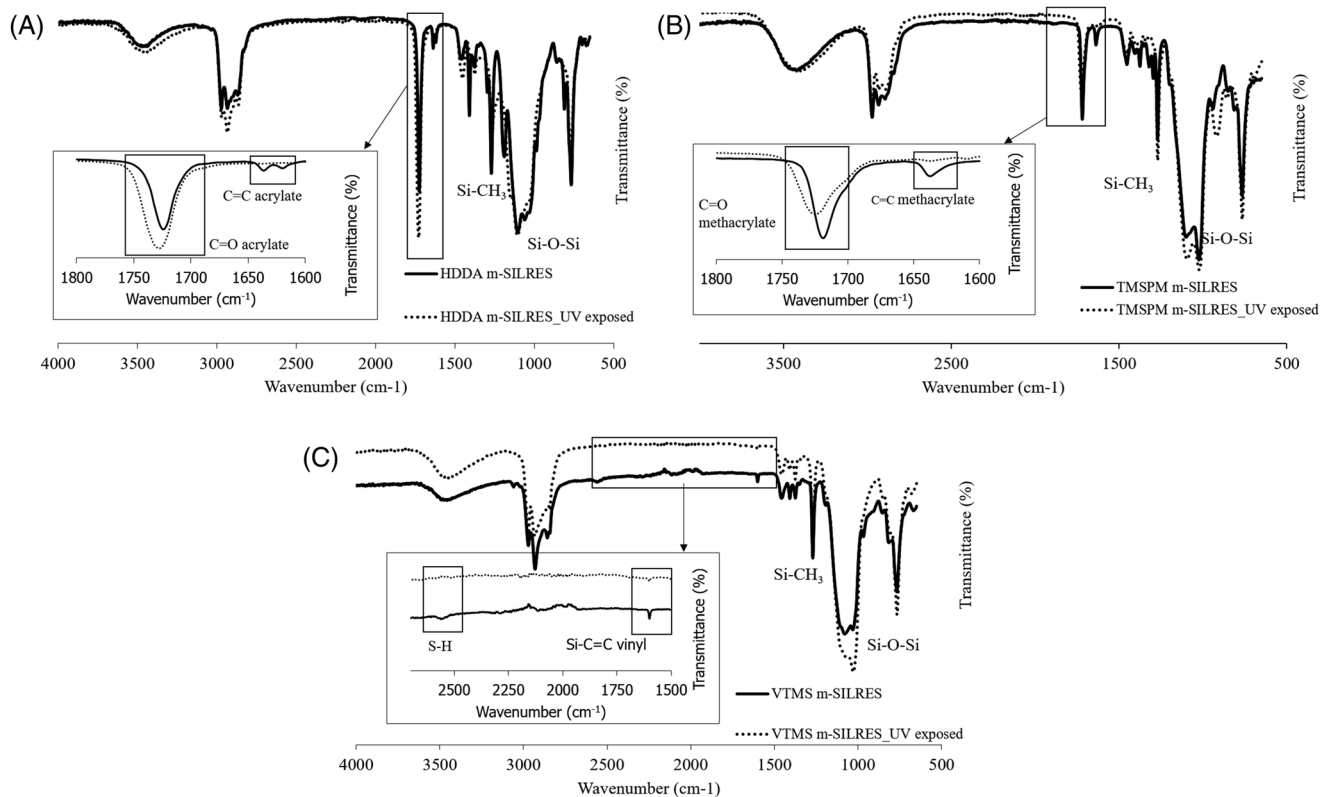 (A)
Transmittance (%)
Si-CH3
Si-O-Si
C=C acrylate
C=O acrylate
Transmittance (%)
1800 1750 1700 1650 1600
Wavenumber (cm-1)
HDDA m-SILRES
HDDA m-SILRES_UV exposed
4000 3000 2000 1500 1000 500
Wavenumber (cm-1)
(B)
Transmittance (%)
Si-CH3
Si-O-Si
C=O
methacrylate
C=C methacrylate
Transmittance (%)
1800 1750 1700 1650 1600
Wavenumber (cm-1)
TMSPM m-SILRES
TMSPM m-SILRES_UV exposed
3500 2500 1500 1000 500
Wavenumber (cm-1)
(C)
Transmittance (%)
Si-CH3
Si-O-Si
S-H
Si-C=C vinyl
Transmittance (%)
2500 2250 2000 1750 1500
Wavenumber (cm-1)
VTMS m-SILRES
VTMS m-SILRES_UV exposed
4000 3000 2000 1500 1000 500
Wavenumber (cm-1)